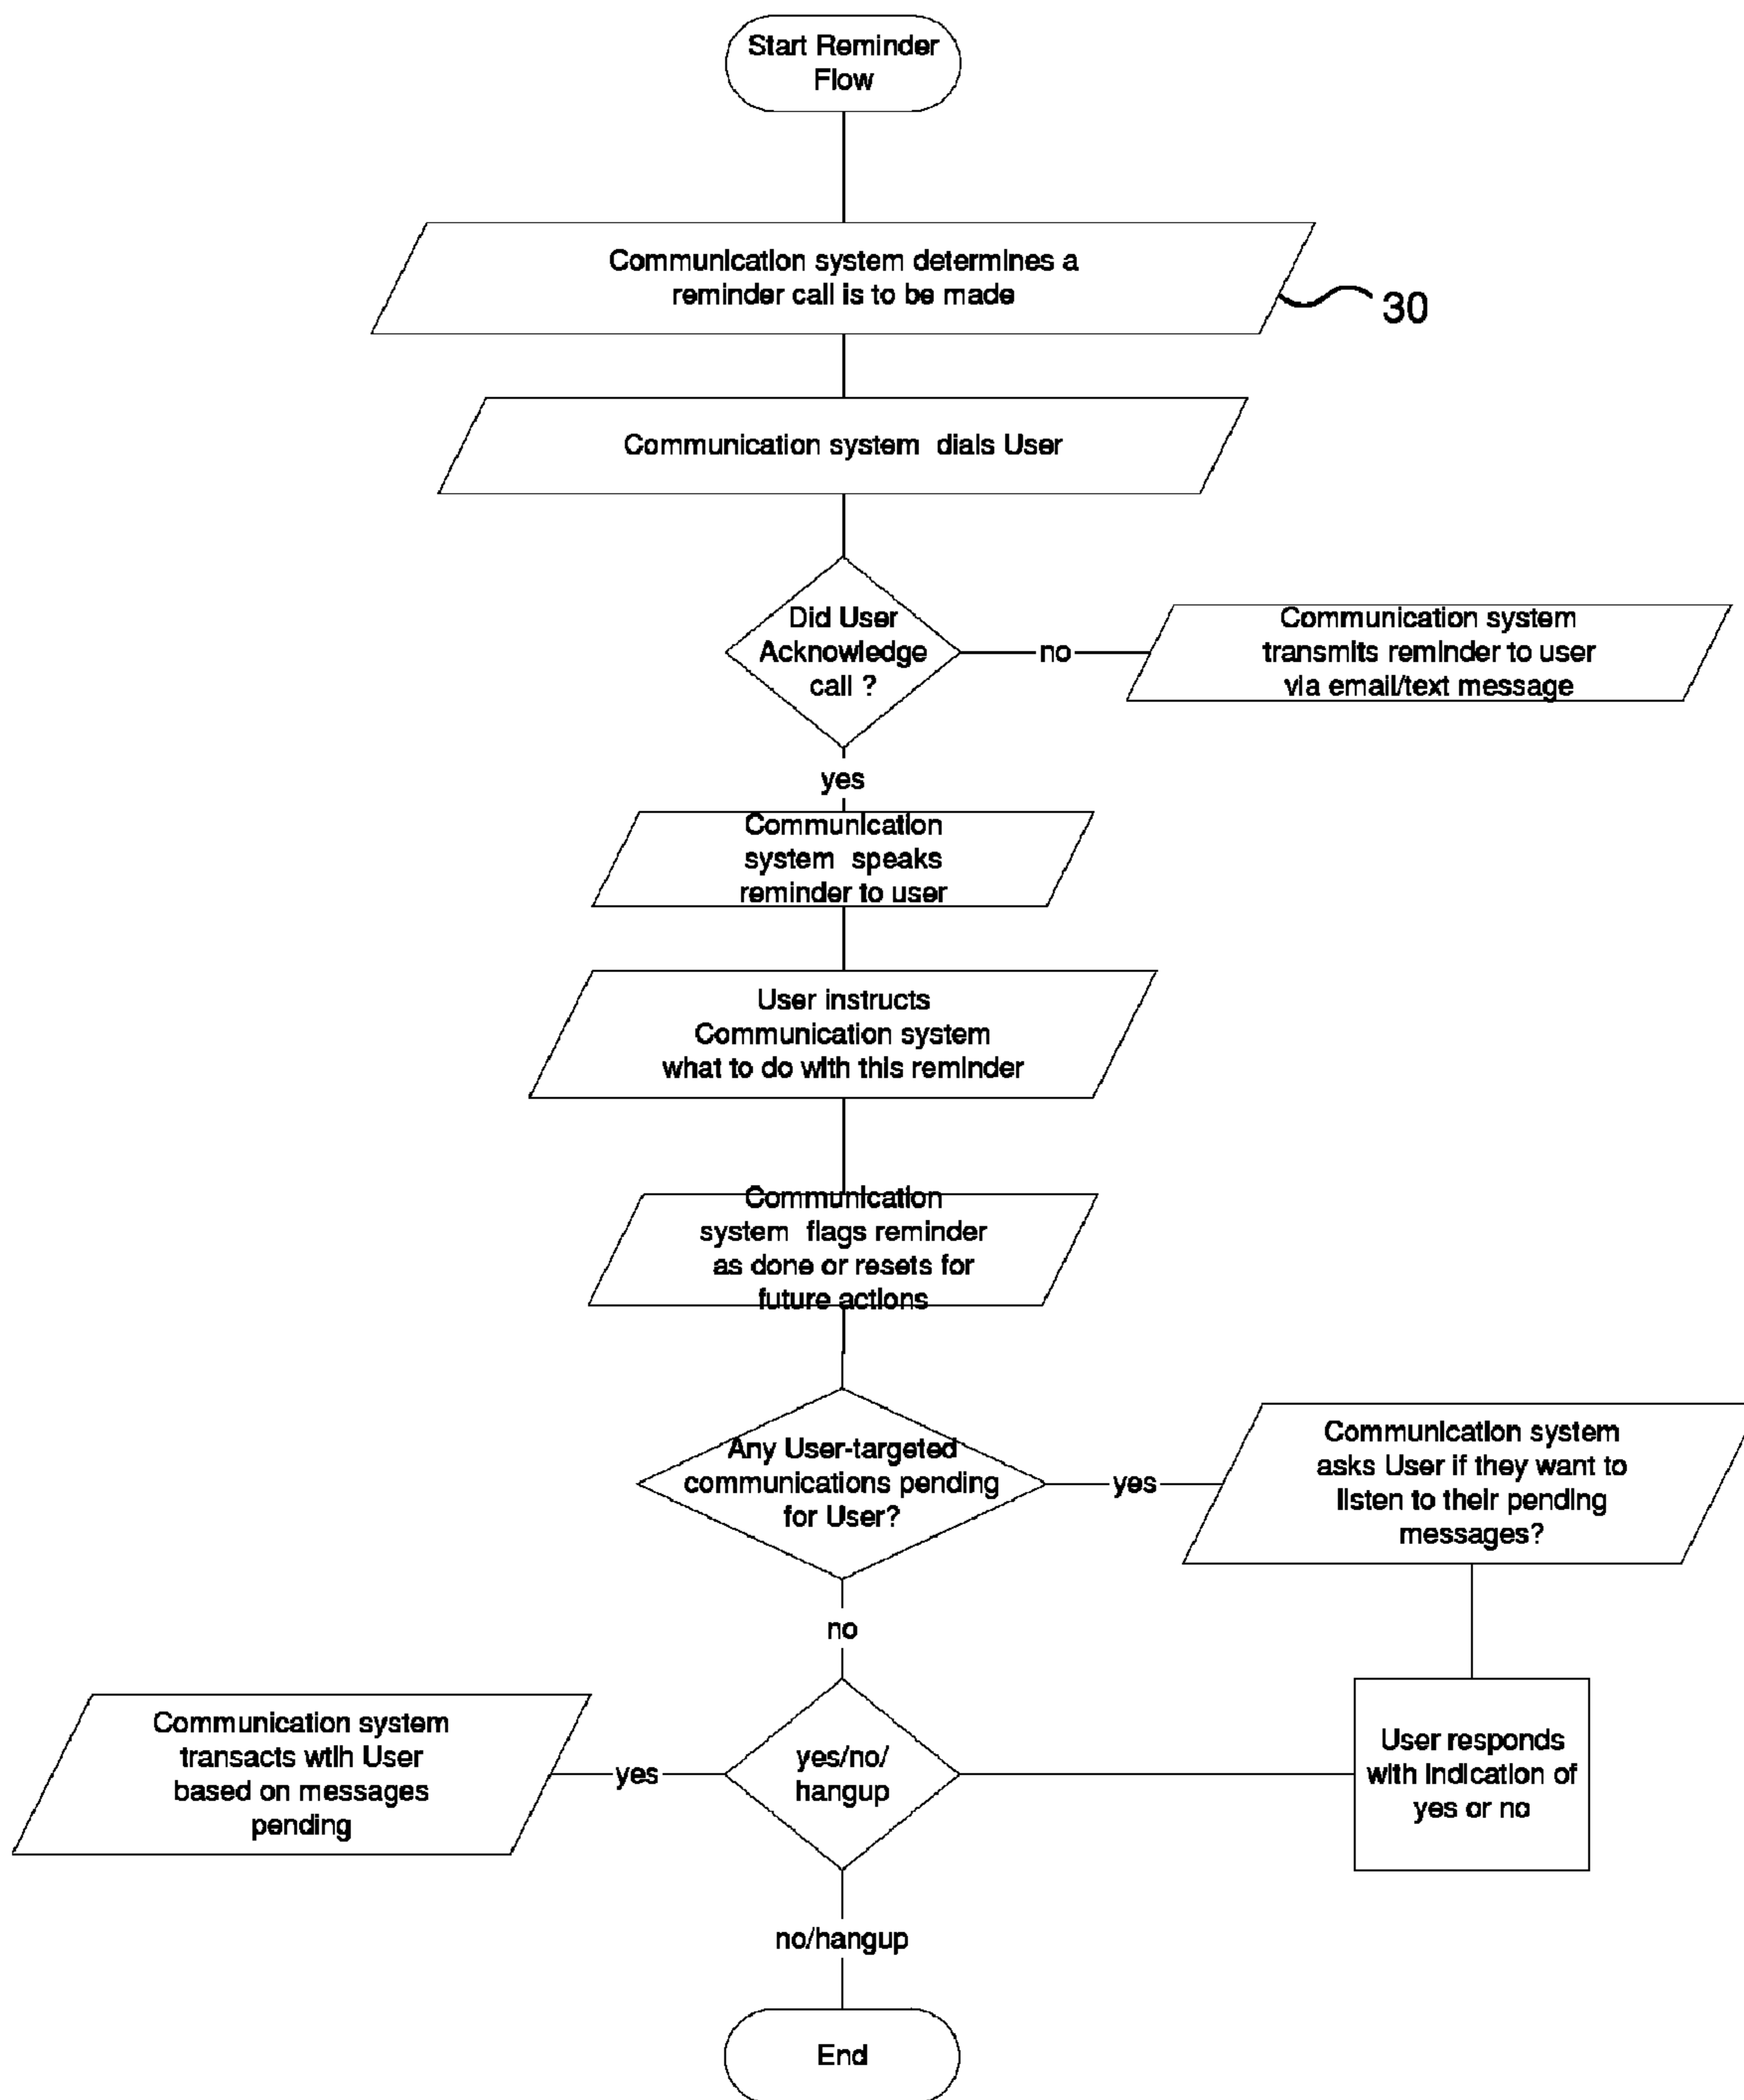 Start Reminder
Flow
Communication system determines a
reminder call is to be made
30
Communication system dials User
Did User
Acknowledge
call ?
no
Communication system
transmits reminder to user
via email/text message
yes
Communication
system speaks
reminder to user
User instructs
Communication system
what to do with this reminder
Communication
system flags reminder
as done or resets for
future actions
Any User-targeted
communications pending
for User?
yes
Communication system
asks User if they want to
listen to their pending
messages?
no
Communication system
transacts wtih User
based on messages
pending
yes
yes/no/
hangup
User responds
with indication of
yes or no
no/hangup
End